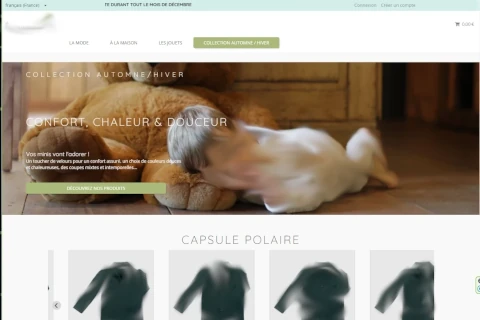 Français (France)
TE DURANT TOUT LE MOIS DE DÉCEMBRE
Connexion Créer un compte
0,00 €
LA MODE À LA MAISON LES JOUETS COLLECTION AUTOMNE / HIVER
COLLECTION AUTOMNE/HIVER
CONFORT, CHALEUR & DOUCEUR
Vos minis vont l'adorer !
Un toucher de velours pour un confort assuré, un choix de couleurs douces
et chaleureuses, des coupes mixtes et intemporelles...
DÉCOUVREZ NOS PRODUITS
CAPSULE POLAIRE